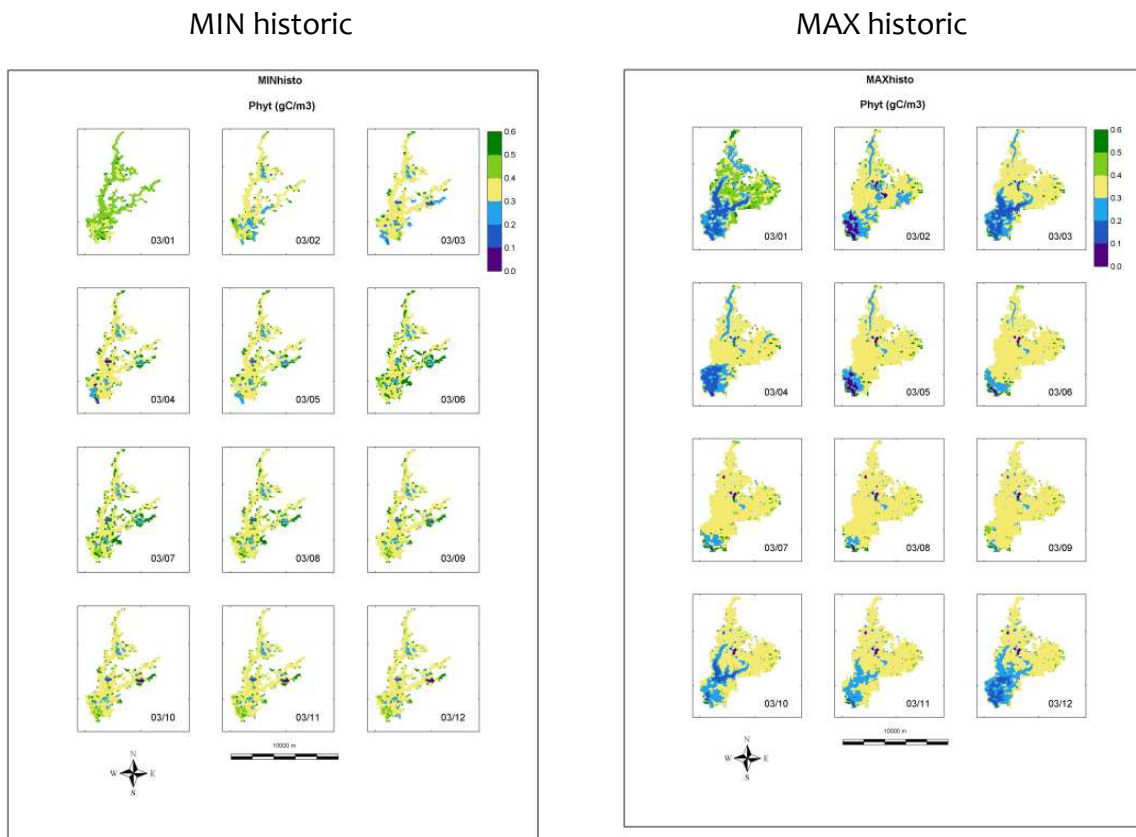 MIN historic
MINhisto
Phyt (gC/m3)
0.6
0.5
0.4
0.3
0.2
0.1
0.0
03/01
03/02
03/03
03/04
03/05
03/06
03/07
03/08
03/09
03/10
03/11
03/12
N
W E
S
10000 m
MAX historic
MAXhisto
Phyt (gC/m3)
0.6
0.5
0.4
0.3
0.2
0.1
0.0
03/01
03/02
03/03
03/04
03/05
03/06
03/07
03/08
03/09
03/10
03/11
03/12
N
W E
S
10000 m